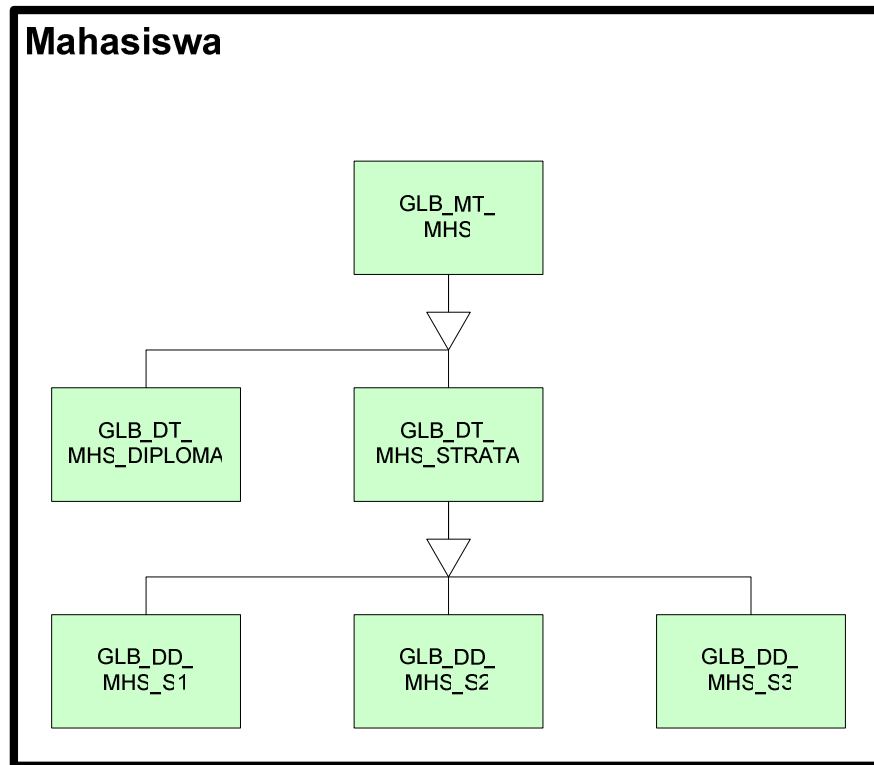 Mahasiswa
GLB_MT_
MHS
GLB_DT_
MHS_DIPLOMA
GLB_DT_
MHS_STRATA
GLB_DD_
MHS_S1
GLB_DD_
MHS_S2
GLB_DD_
MHS_S3